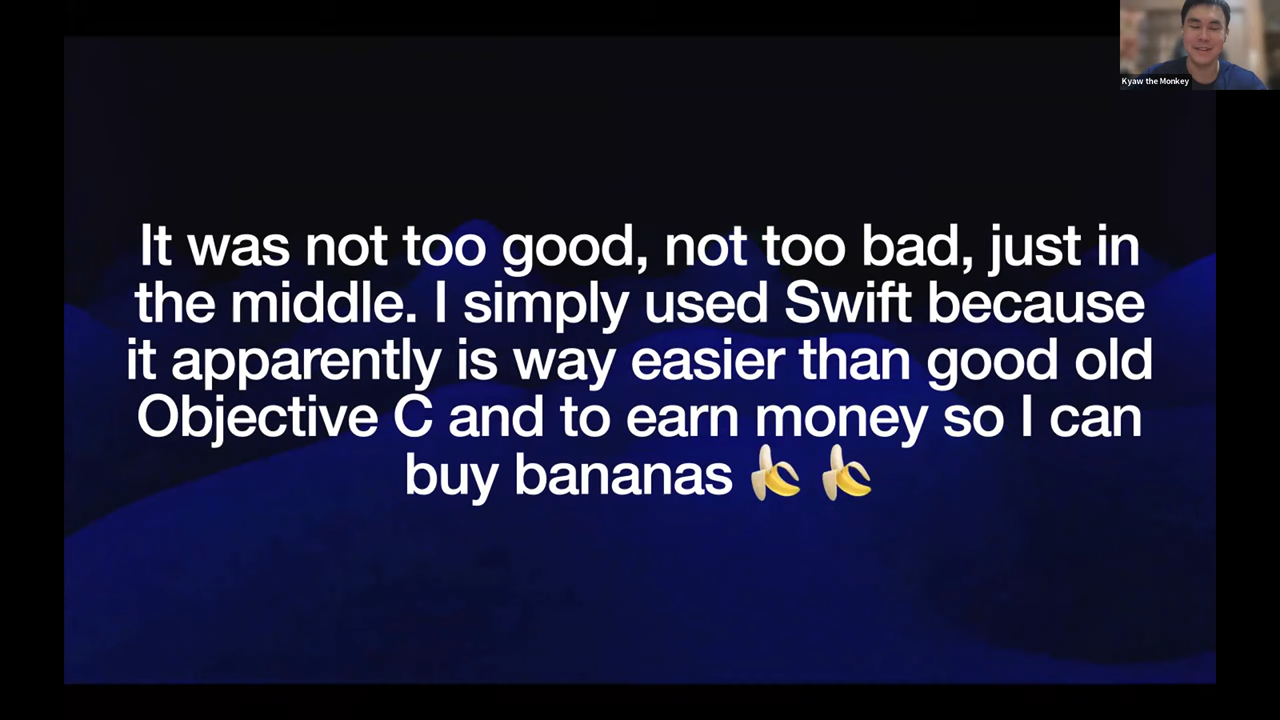 Kyaw the Monkey
It was not too good, not too bad, just in
the middle. I simply used Swift because
it apparently is way easier than good old
Objective C and to earn money so I can
buy bananas 🍌 🍌